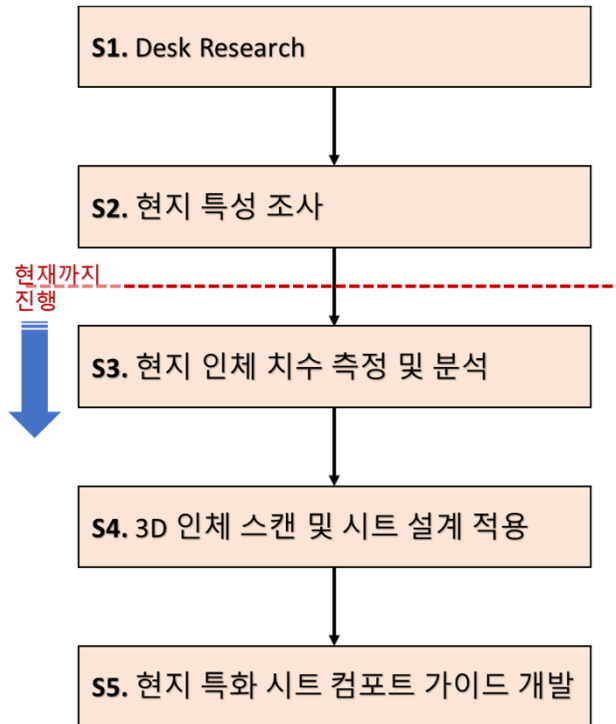 S1. Desk Research
S2. 현지 특성 조사
현재까지
진행
S3. 현지 인체 치수 측정 및 분석
S4. 3D 인체 스캔 및 시트 설계 적용
S5. 현지 특화 시트 컴포트 가이드 개발